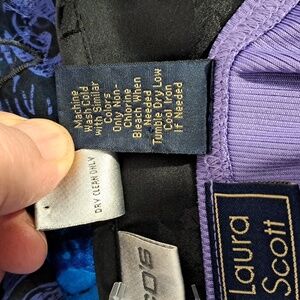 Machine
Wash Cold
with Similar
Colors
Only Non-
Chlorine
Bleach When
Needed
Tumble Dry Low
Cool Iron
If Needed
DRY CLEAN ONLY
Laura
Scott